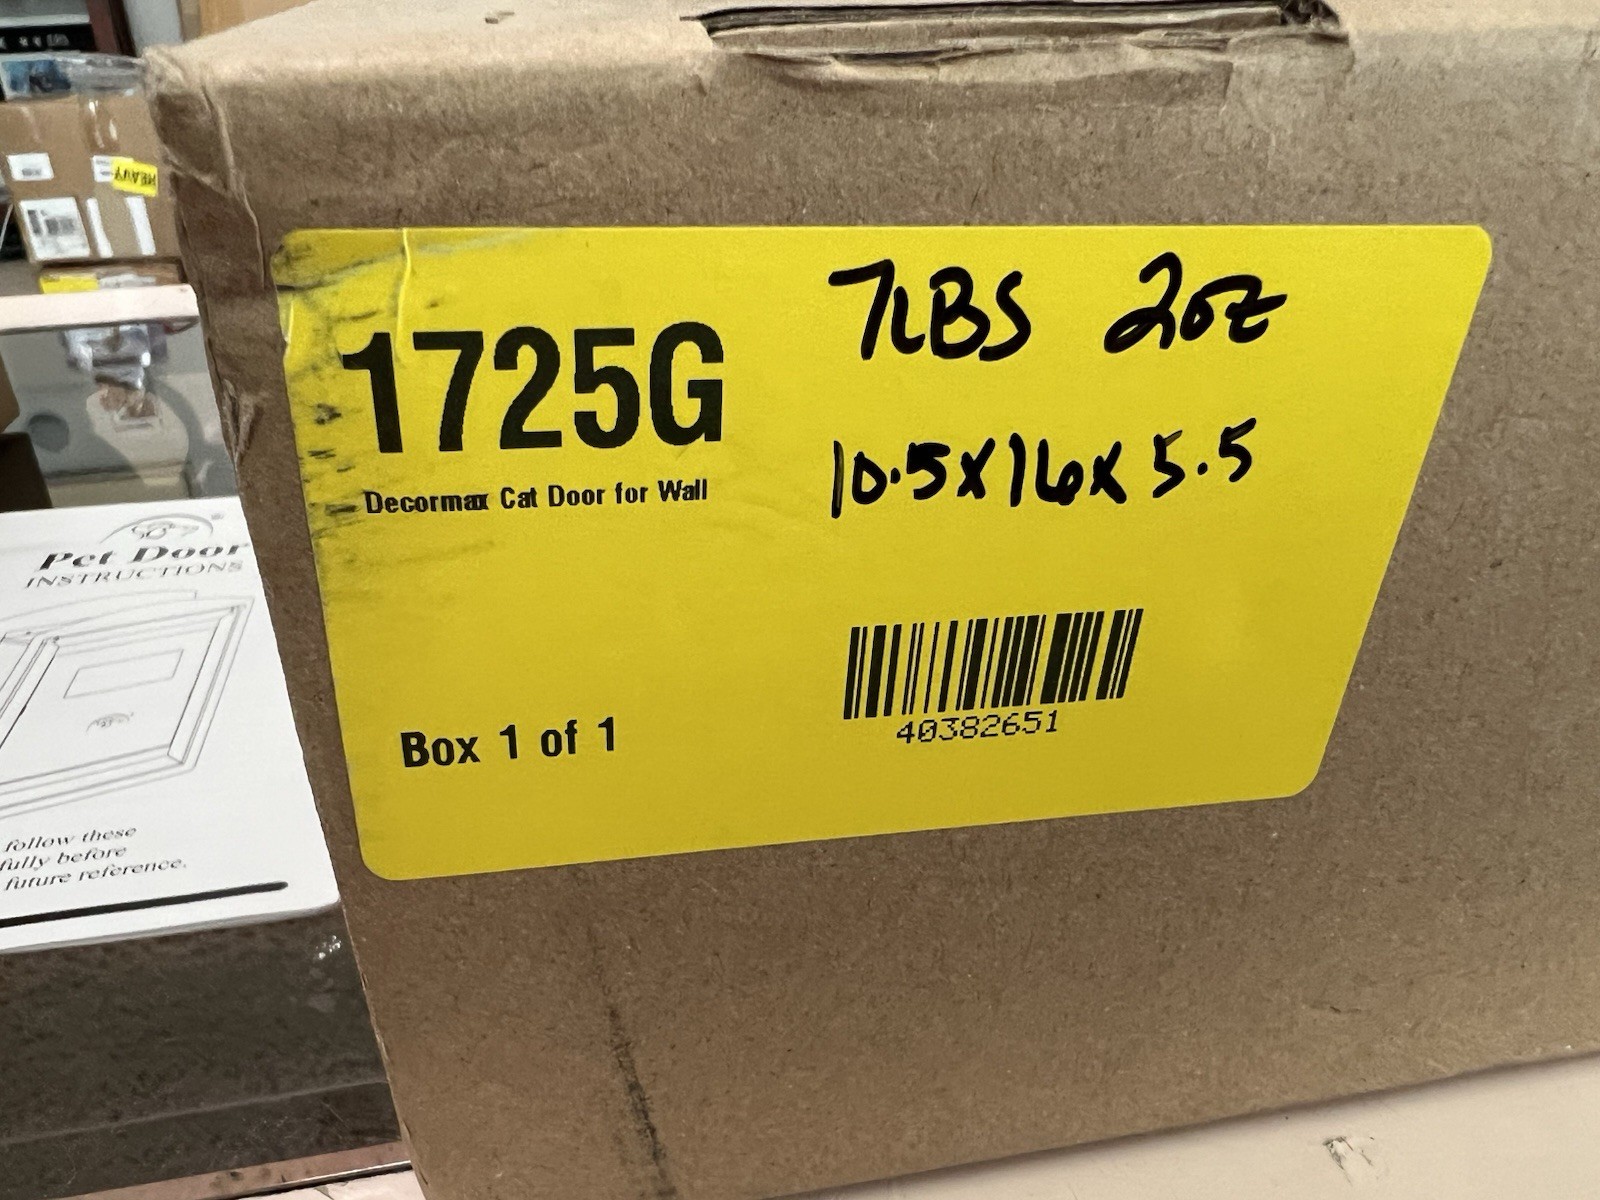 1725G
Decormax Cat Door for Wall
7LBS 2oz
10.5x16x5.5
40382651
Box 1 of 1
HEAVY
Pet Door
INSTRUCTIONS
follow these
fully before
future reference.